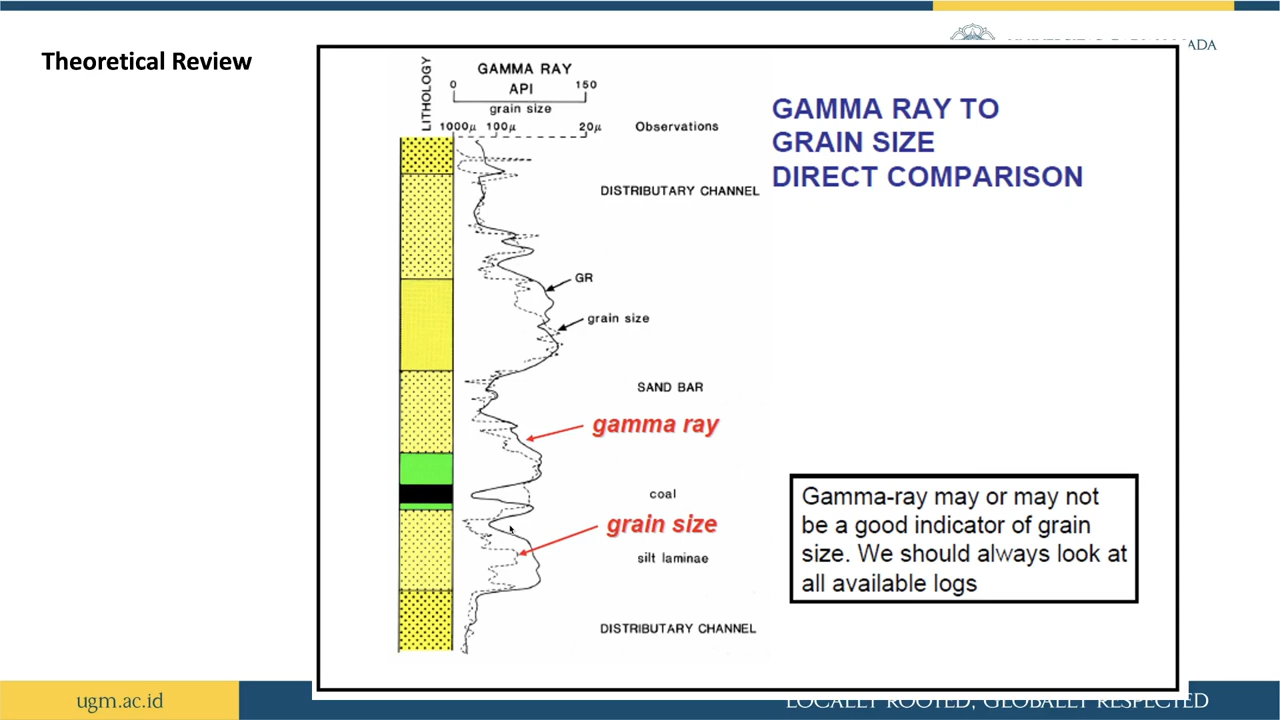 Theoretical Review
ADA
LITHOLOGY
GAMMA RAY
0 API 150
grain size
1000μ 100μ 20μ Observations
DISTRIBUTARY CHANNEL
GR
grain size
SAND BAR
gamma ray
coal
grain size
silt laminae
DISTRIBUTARY CHANNEL
GAMMA RAY TO
GRAIN SIZE
DIRECT COMPARISON
Gamma-ray may or may not
be a good indicator of grain
size. We should always look at
all available logs
ugm.ac.id
LOCALLY ROOTED, GLOBALLY RESPECTED